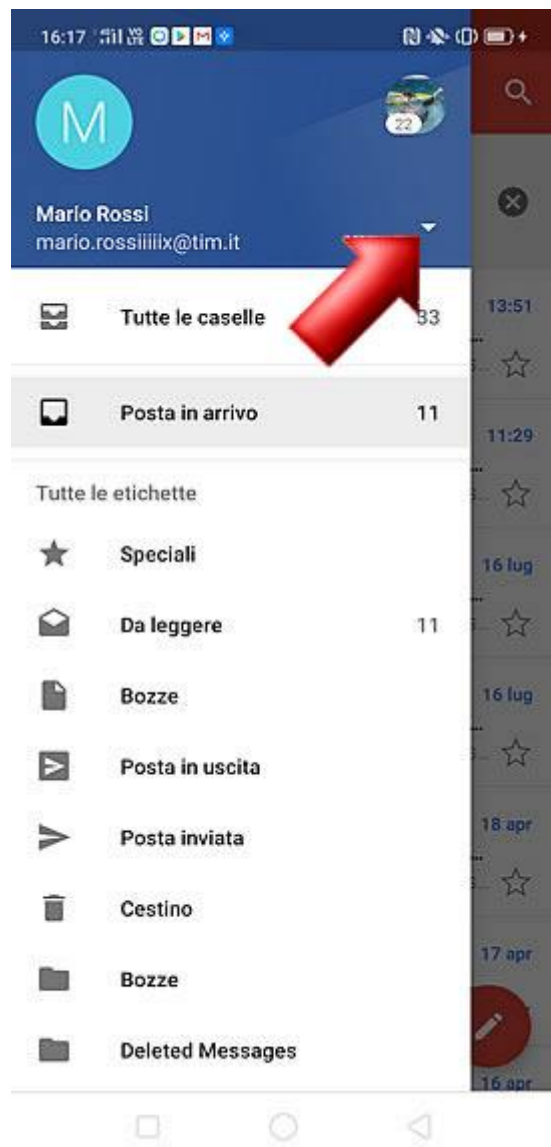 16:17
M
22
Mario Rossi
mario.rossiiiiix@tim.it
Tutte le caselle 33
Posta in arrivo 11
Tutte le etichette
Speciali
Da leggere 11
Bozze
Posta in uscita
Posta inviata
Cestino
Bozze
Deleted Messages
13:51
11:29
16 lug
16 lug
18 apr
17 apr
16 apr